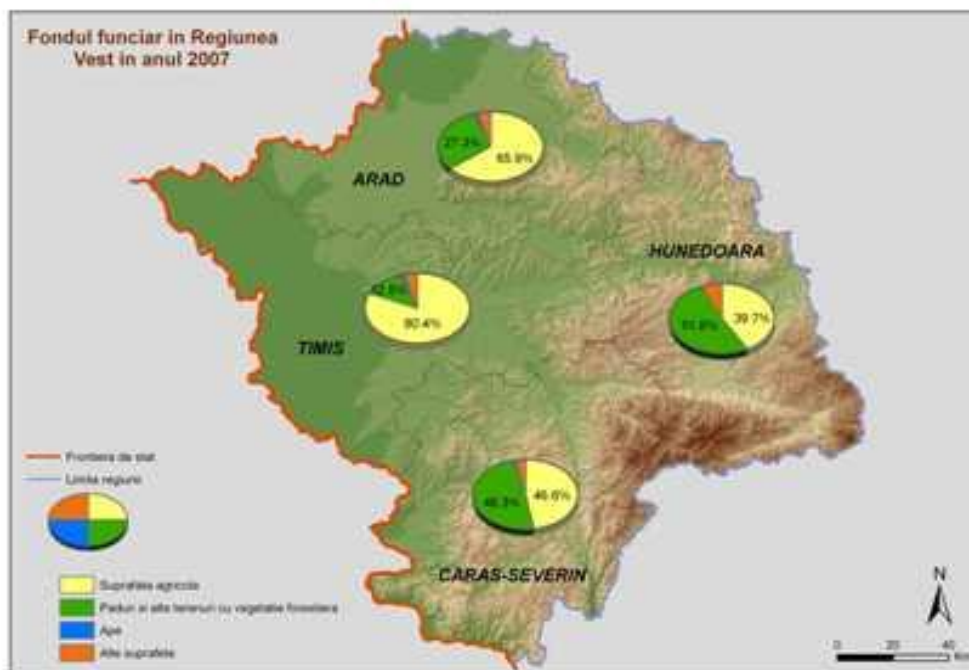 Fondul funciar in Regiunea
Vest in anul 2007
27.3%
65.9%
ARAD
HUNEDOARA
39.7%
80.4%
TIMIS
46.6%
CARAS-SEVERIN
Frontiera de stat
Limita regiunii
Suprafata agricola
Paduri si alte terenuri cu vegetatie forestiera
Ape
Alte suprafete
N
0 20 40